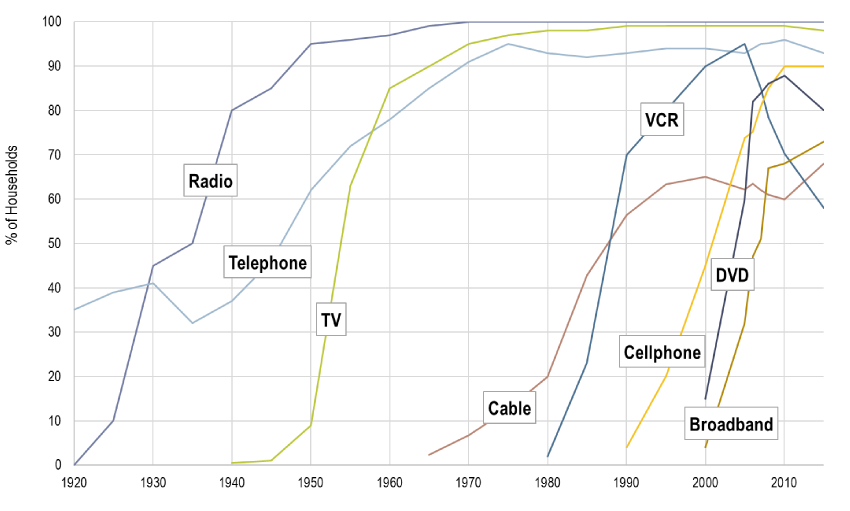 100
90
80
70
60
50
40
30
20
10
0
% of Households
Radio
Telephone
TV
Cable
VCR
Cellphone
DVD
Broadband
1920 1930 1940 1950 1960 1970 1980 1990 2000 2010